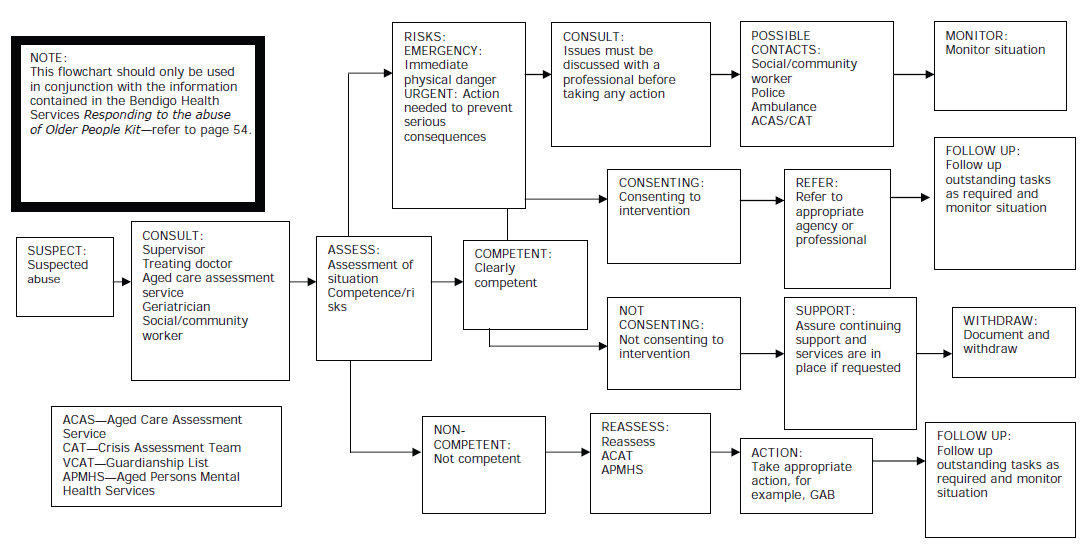 NOTE:
This flowchart should only be used
in conjunction with the information
contained in the Bendigo Health
Services Responding to the abuse
of Older People Kit—refer to page 54.
SUSPECT:
Suspected
abuse
CONSULT:
Supervisor
Treating doctor
Aged care assessment
service
Geriatrician
Social/community
worker
ASSESS:
Assessment of
situation
Competence/ri
sks
RISKS:
EMERGENCY:
Immediate
physical danger
URGENT: Action
needed to prevent
serious
consequences
CONSULT:
Issues must be
discussed with a
professional before
taking any action
POSSIBLE
CONTACTS:
Social/community
worker
Police
Ambulance
ACAS/CAT
MONITOR:
Monitor situation
COMPETENT:
Clearly
competent
CONSENTING:
Consenting to
intervention
REFER:
Refer to
appropriate
agency or
professional
FOLLOW UP:
Follow up
outstanding tasks
as required and
monitor situation
NOT
CONSENTING:
Not consenting to
intervention
SUPPORT:
Assure continuing
support and
services are in
place if requested
WITHDRAW:
Document and
withdraw
NON-
COMPETENT:
Not competent
REASSESS:
Reassess
ACAT
APMHS
ACTION:
Take appropriate
action, for
example, GAB
FOLLOW UP:
Follow up
outstanding tasks as
required and monitor
situation
ACAS—Aged Care Assessment
Service
CAT—Crisis Assessment Team
VCAT—Guardianship List
APMHS—Aged Persons Mental
Health Services